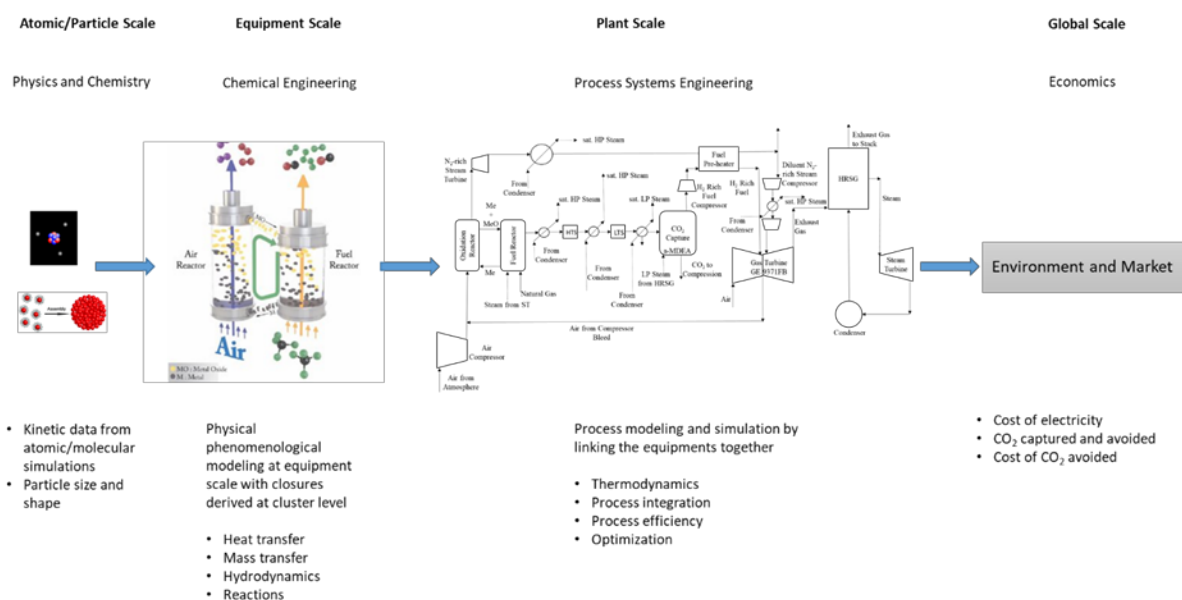 Atomic/Particle Scale
Equipment Scale
Plant Scale
Global Scale
Physics and Chemistry
Chemical Engineering
Process Systems Engineering
Economics
Assembly
MO
Air
Reactor
Fuel
Reactor
Air
MO - Metal Oxide
M - Metal
N₂-rich
Stream
Turbine
sat. HP Steam
From
Condenser
Oxidation
Reactor
Me
+
MeO
Me
Fuel Reactor
Natural Gas
Steam from ST
From
Condenser
sat. HP Steam
HTS
sat. HP Steam
From
Condenser
LTS
sat. LP Steam
From
Condenser
CO₂
Capture
a-MDEA
LP Steam
from HRSG
CO₂ to
Compression
H₂ Rich
Fuel
Compressor
Fuel
Pre-heater
H₂ Rich
Fuel
Diluent N₂-
rich Stream
Compressor
sat. HP Steam
From
Condenser
Exhaust
Gas
Gas Turbine
GE 9371FB
Air
Air from Compressor
Bleed
Air
Compressor
Air from
Atmosphere
Exhaust Gas
to Stack
HRSG
Steam
Steam
Turbine
Condenser
Environment and Market
• Kinetic data from
atomic/molecular
simulations
• Particle size and
shape
Physical
phenomenological
modeling at equipment
scale with closures
derived at cluster level
• Heat transfer
• Mass transfer
• Hydrodynamics
• Reactions
Process modeling and simulation by
linking the equipments together
• Thermodynamics
• Process integration
• Process efficiency
• Optimization
• Cost of electricity
• CO₂ captured and avoided
• Cost of CO₂ avoided